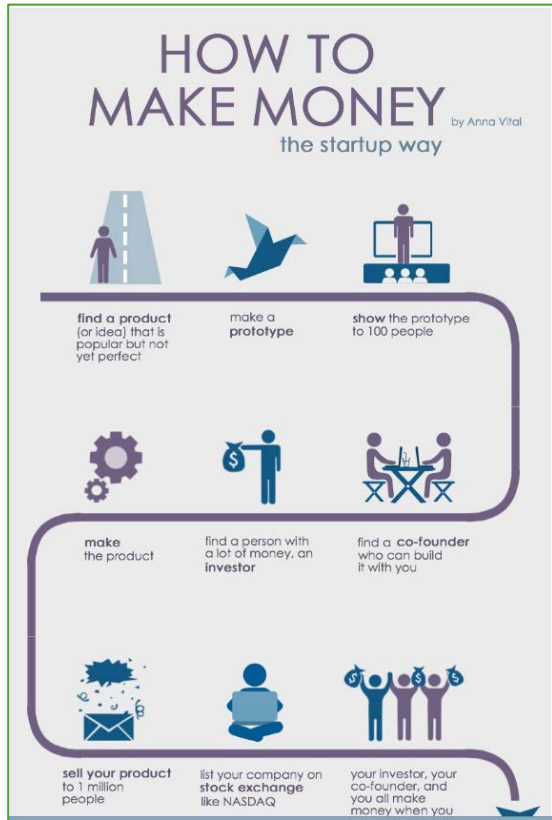 HOW TO
MAKE MONEY
by Anna Vital
the startup way
find a product
(or idea) that is
popular but not
yet perfect
make a
prototype
show the prototype
to 100 people
find a co-founder
who can build
it with you
find a person with
a lot of money, an
investor
make
the product
sell your product
to 1 million
people
list your company on
stock exchange
like NASDAQ
your investor, your
co-founder, and
you all make
money when you